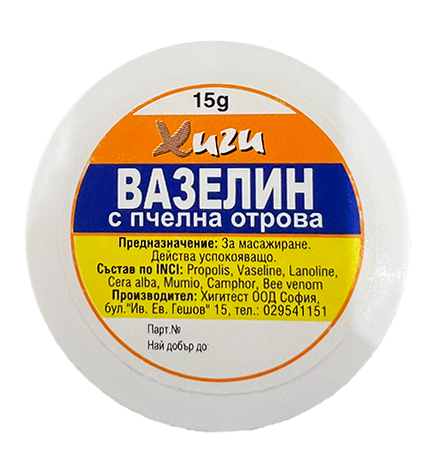 15g
Хиги
ВАЗЕЛИН
с пчелна отрова
Предназначение: За масажиране.
Действа успокояващо.
Състав по INCI: Propolis, Vaseline, Lanoline,
Cera alba, Mumio, Camphor, Bee venom
Производител: Хигитест ООД София,
бул."Ив. Ев. Гешов" 15, тел.: 029541151
Парт.№
Най добър до: